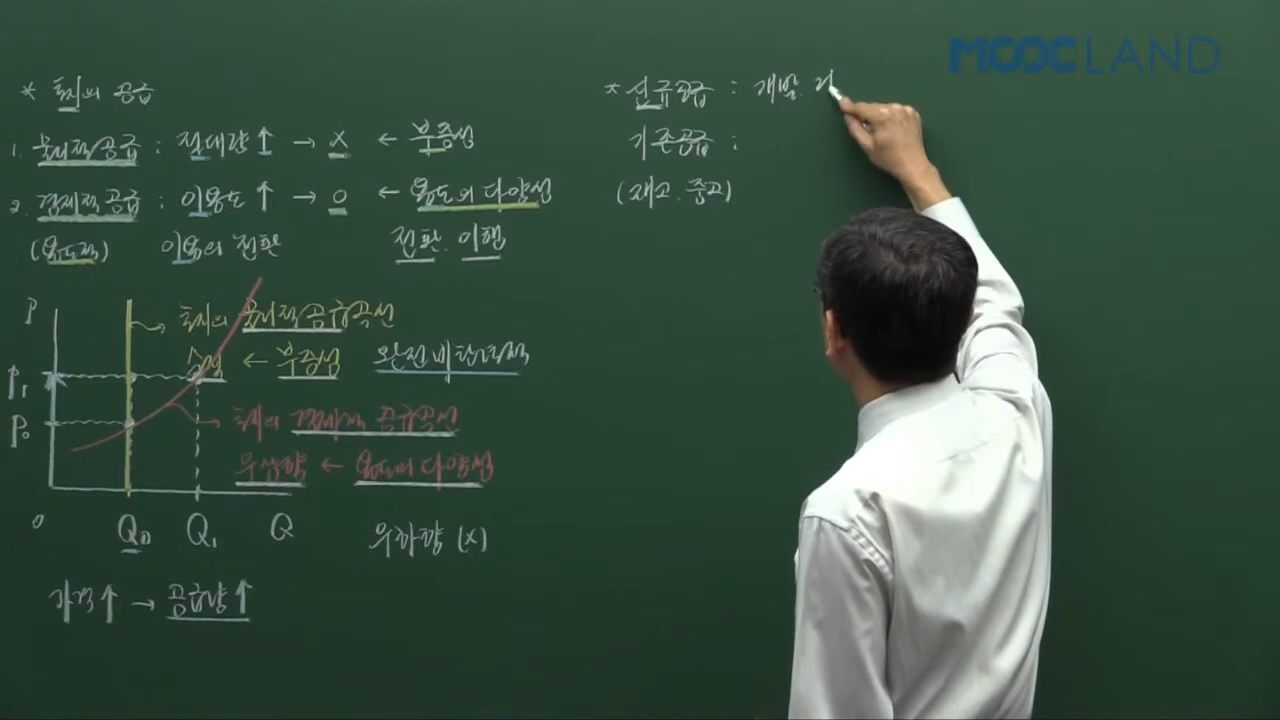 MOOCLAND
* 토지의 공급
1. 물리적공급 : 절대량↑ → X ← 부증성
2. 경제적공급 : 이용도↑ → O ← 용도의 다양성
(용도적) 이용의 전환 전환. 이행
P
→ 토지의 물리적공급곡선
수직 ← 부증성 완전비탄력적
P₁
P₀
→ 토지의 경제적 공급곡선
우상향 ← 용도의 다양성
0 Q₀ Q₁ Q
우하향 (X)
가격↑ → 공급량↑
* 신규공급 : 개발.
기존공급 :
(재고. 중고)